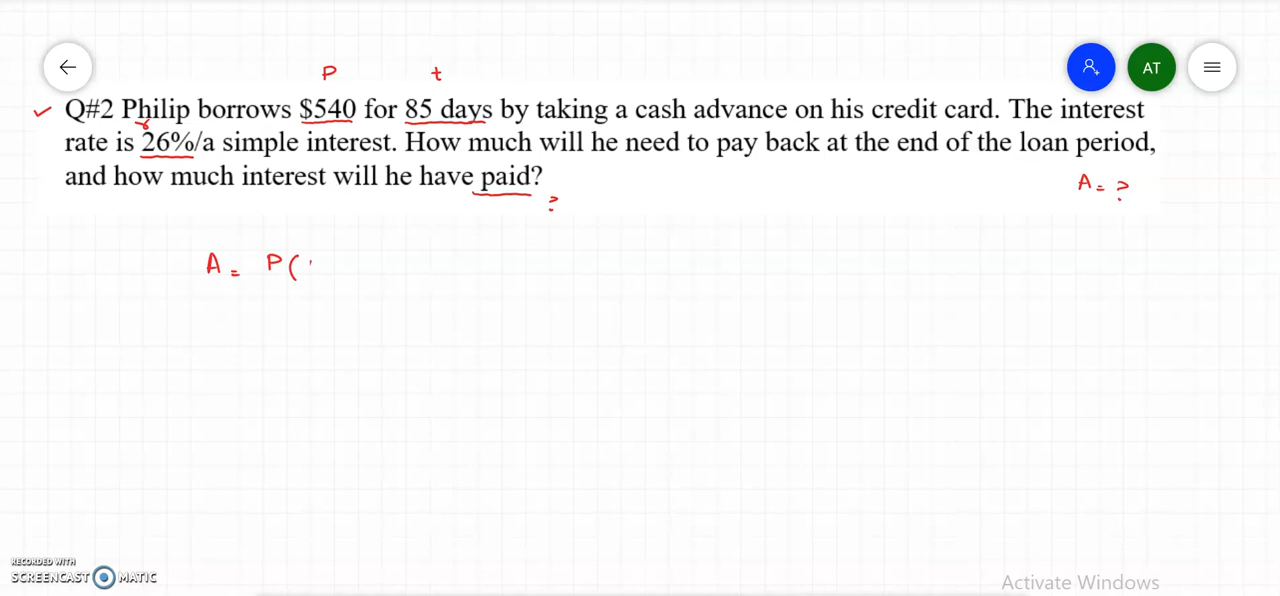 P t
AT
Q#2 Philip borrows $540 for 85 days by taking a cash advance on his credit card. The interest
r
rate is 26%/a simple interest. How much will he need to pay back at the end of the loan period,
and how much interest will he have paid?
A = ?
?
A = P(
RECORDED WITH
SCREENCAST MATIC
Activate Windows